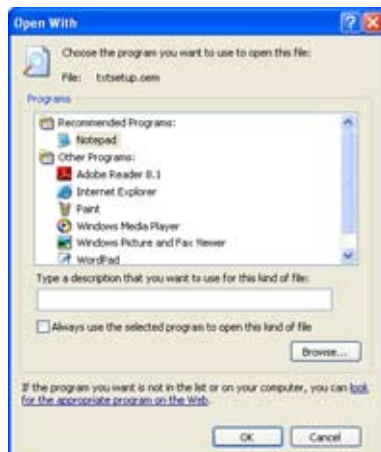 Open With
Choose the program you want to use to open this file:
File: txtsetup.oem
Programs
Recommended Programs:
Notepad
Other Programs:
Adobe Reader 8.1
Internet Explorer
Paint
Windows Media Player
Windows Picture and Fax Viewer
WordPad
Type a description that you want to use for this kind of file:
Always use the selected program to open this kind of file
Browse...
If the program you want is not in the list or on your computer, you can look
for the appropriate program on the Web.
OK
Cancel